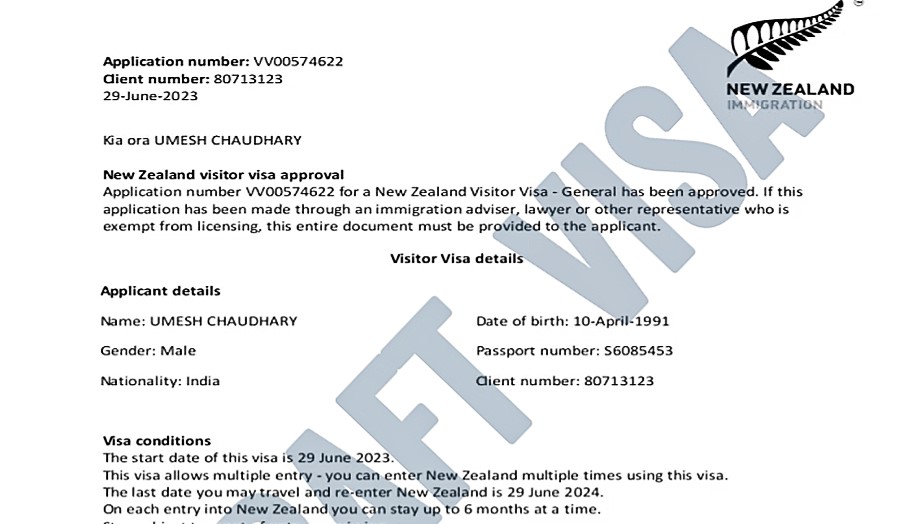 NEW ZEALAND
IMMIGRATION
Application number: VV00574622
Client number: 80713123
29-June-2023
Kia ora UMESH CHAUDHARY
New Zealand visitor visa approval
Application number VV00574622 for a New Zealand Visitor Visa - General has been approved. If this
application has been made through an immigration adviser, lawyer or other representative who is
exempt from licensing, this entire document must be provided to the applicant.
Visitor Visa details
Applicant details
Name: UMESH CHAUDHARY
Date of birth: 10-April-1991
Gender: Male
Passport number: S6085453
Nationality: India
Client number: 80713123
Visa conditions
The start date of this visa is 29 June 2023.
This visa allows multiple entry - you can enter New Zealand multiple times using this visa.
The last date you may travel and re-enter New Zealand is 29 June 2024.
On each entry into New Zealand you can stay up to 6 months at a time.
VISA